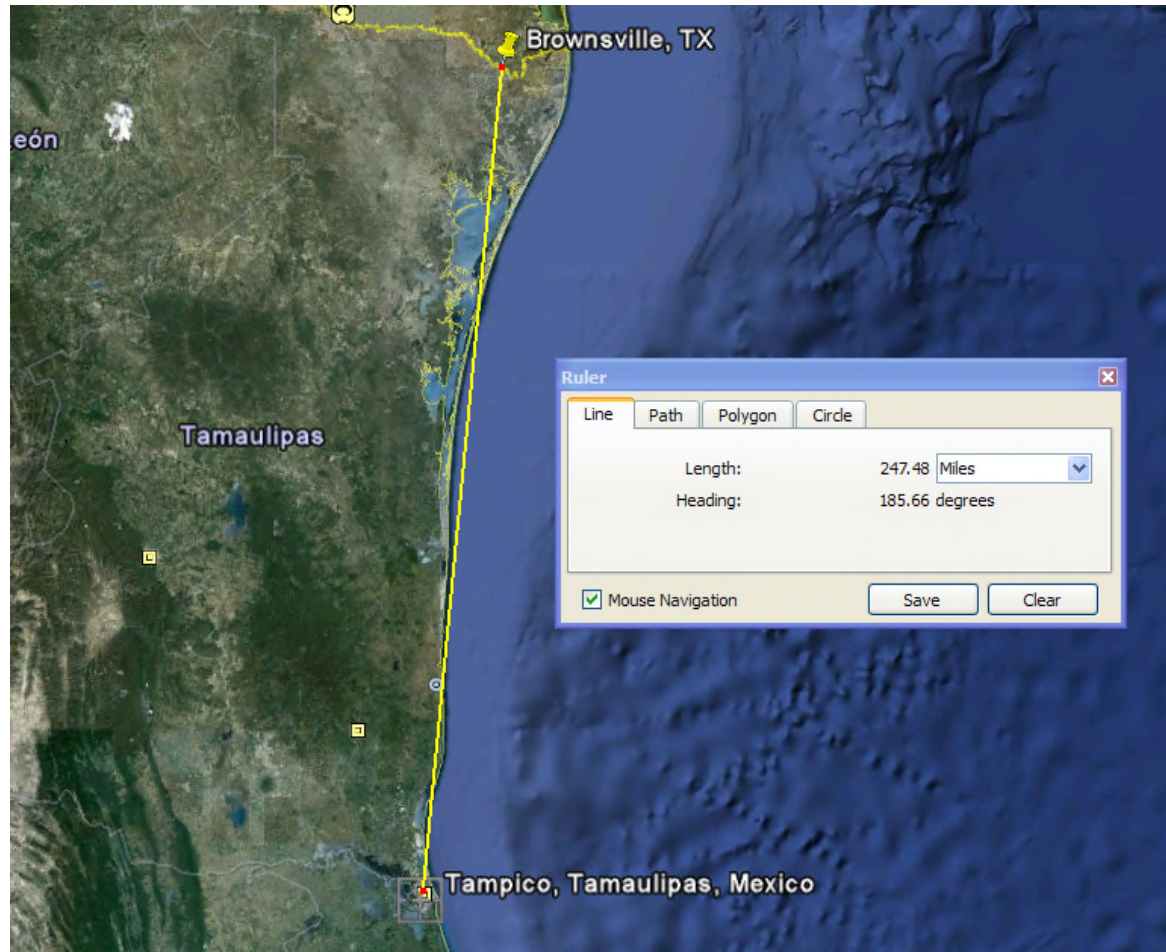 Brownsville, TX
eón
Ruler
Line Path Polygon Circle
Length: 247.48 Miles
Heading: 185.66 degrees
Tamaulipas
Mouse Navigation Save Clear
Tampico, Tamaulipas, Mexico